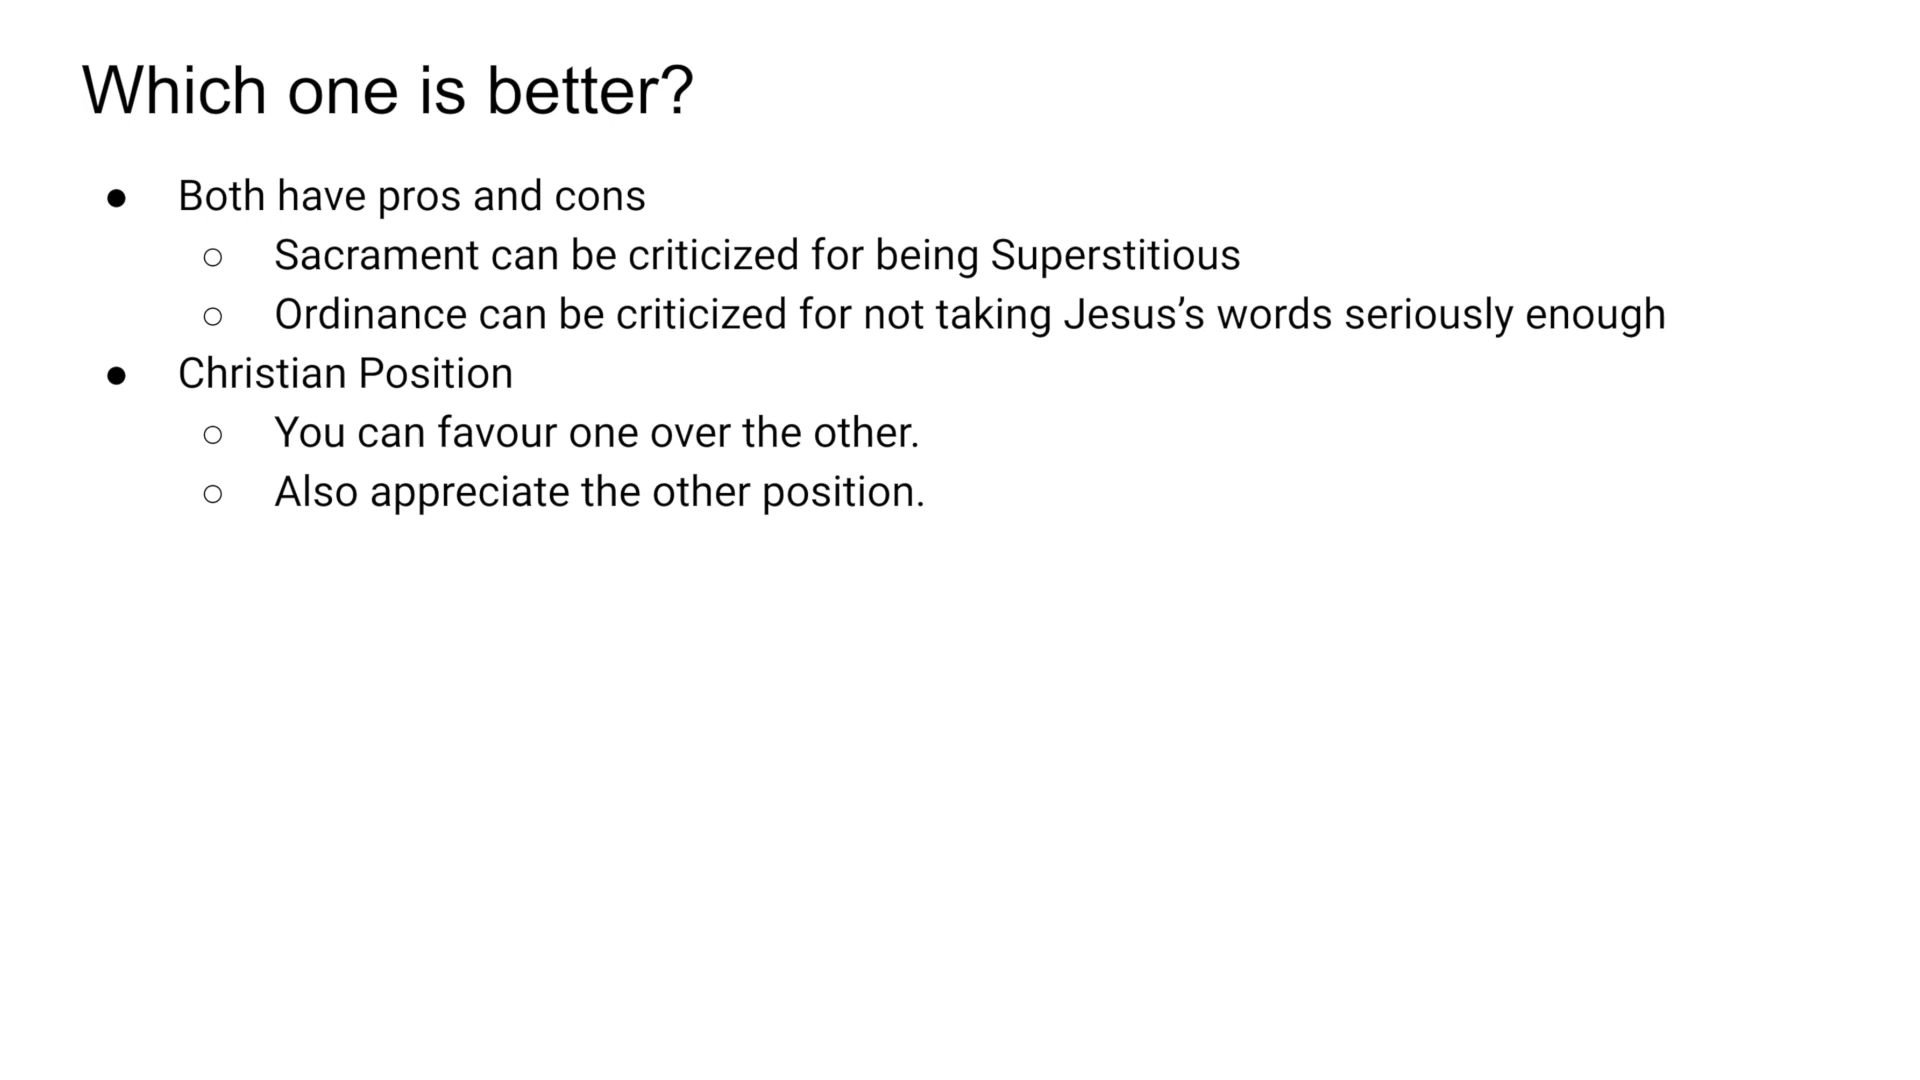 Which one is better?
● Both have pros and cons
○ Sacrament can be criticized for being Superstitious
○ Ordinance can be criticized for not taking Jesus’s words seriously enough
● Christian Position
○ You can favour one over the other.
○ Also appreciate the other position.